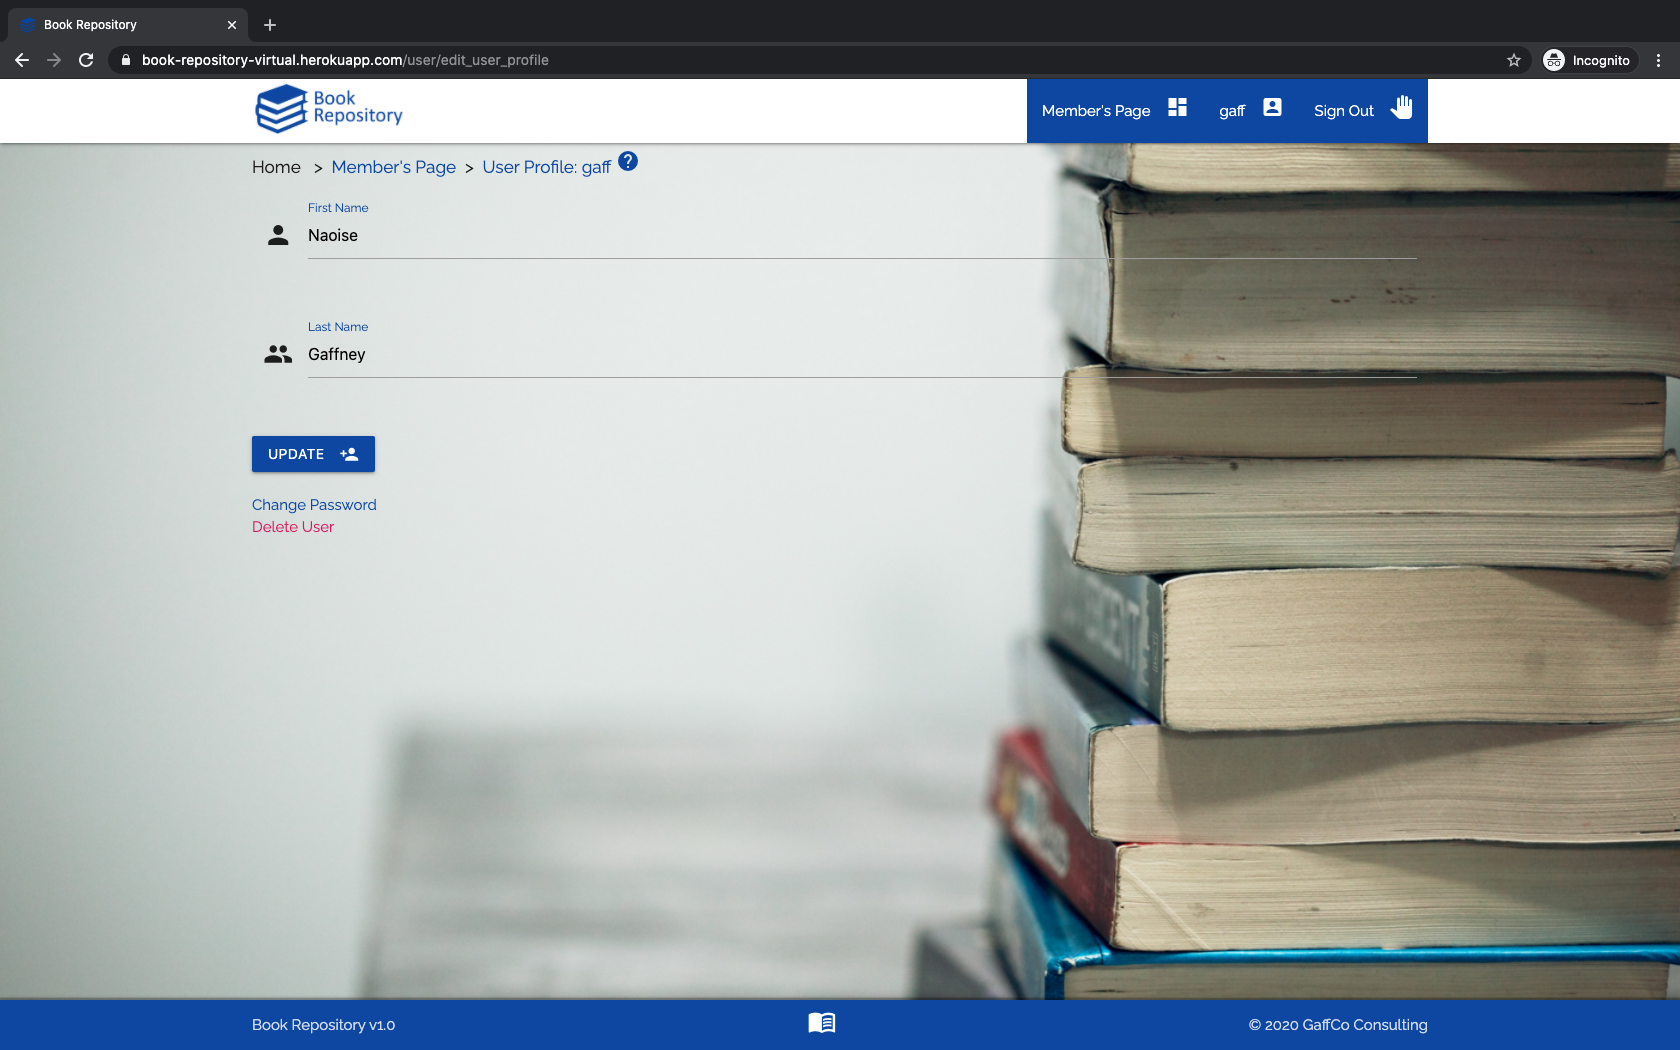 Book Repository
book-repository-virtual.herokuapp.com/user/edit_user_profile
Incognito
Book
Repository
Member's Page
gaff
Sign Out
Home > Member's Page > User Profile: gaff ?
First Name
Naoise
Last Name
Gaffney
UPDATE
Change Password
Delete User
Book Repository v1.0
© 2020 GaffCo Consulting